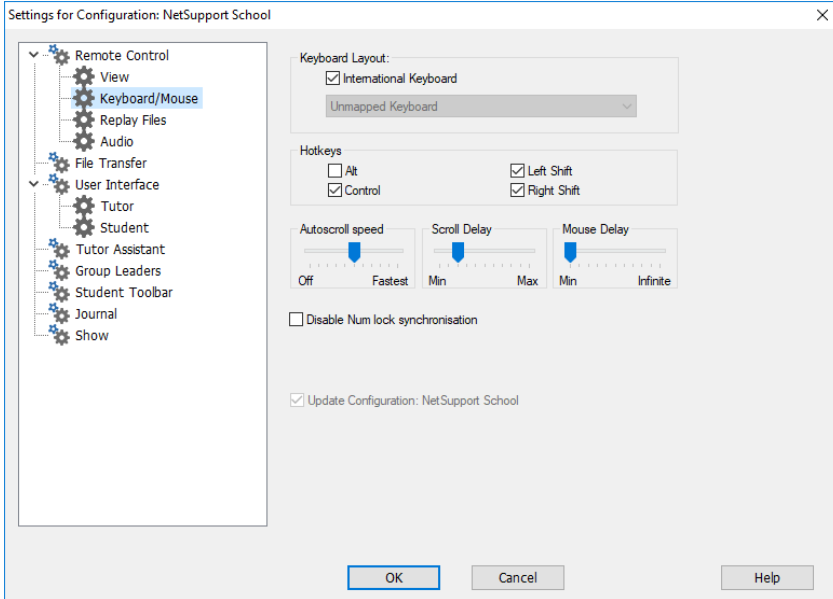 Settings for Configuration: NetSupport School
Remote Control
View
Keyboard/Mouse
Replay Files
Audio
File Transfer
User Interface
Tutor
Student
Tutor Assistant
Group Leaders
Student Toolbar
Journal
Show
Keyboard Layout:
International Keyboard
Unmapped Keyboard
Hotkeys
Alt
Left Shift
Control
Right Shift
Autoscroll speed
Scroll Delay
Mouse Delay
Off Fastest
Min Max
Min Infinite
Disable Num lock synchronisation
Update Configuration: NetSupport School
OK
Cancel
Help